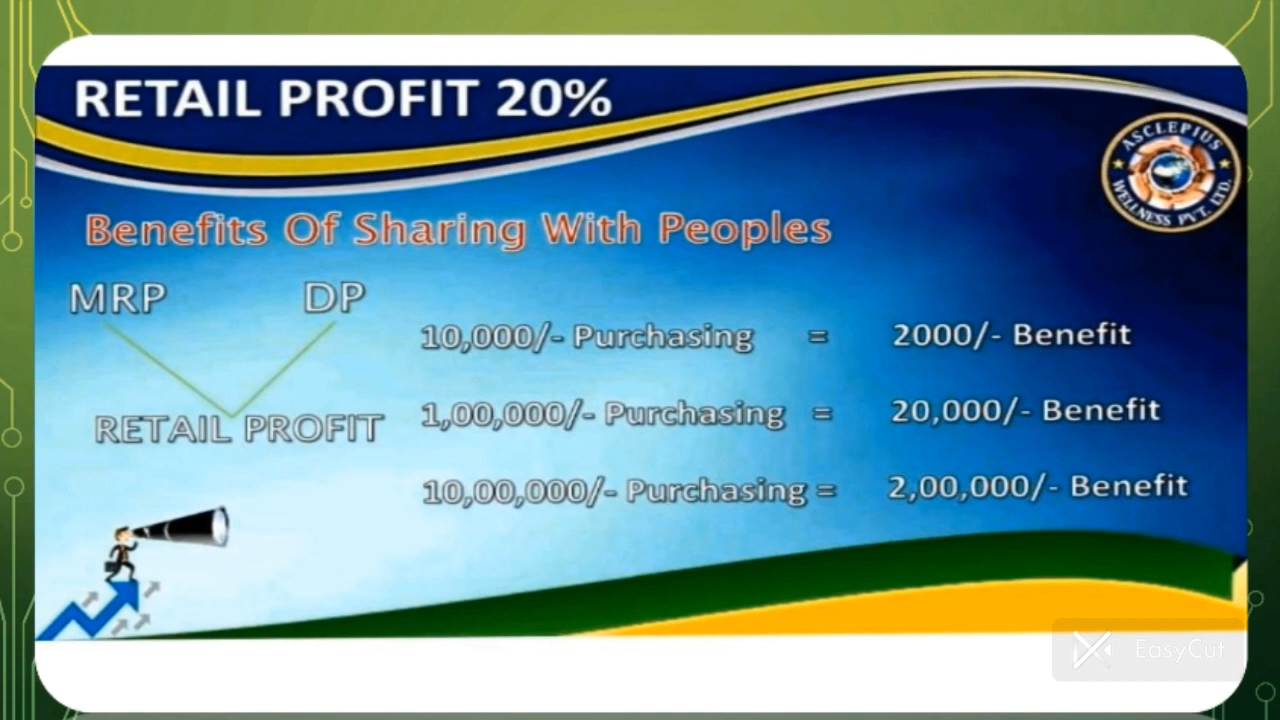 RETAIL PROFIT 20%
ASCLEPIUS
WELLNESS PVT. LTD.
Benefits Of Sharing With Peoples
MRP DP
RETAIL PROFIT
10,000/- Purchasing = 2000/- Benefit
1,00,000/- Purchasing = 20,000/- Benefit
10,00,000/- Purchasing = 2,00,000/- Benefit
EasyCut